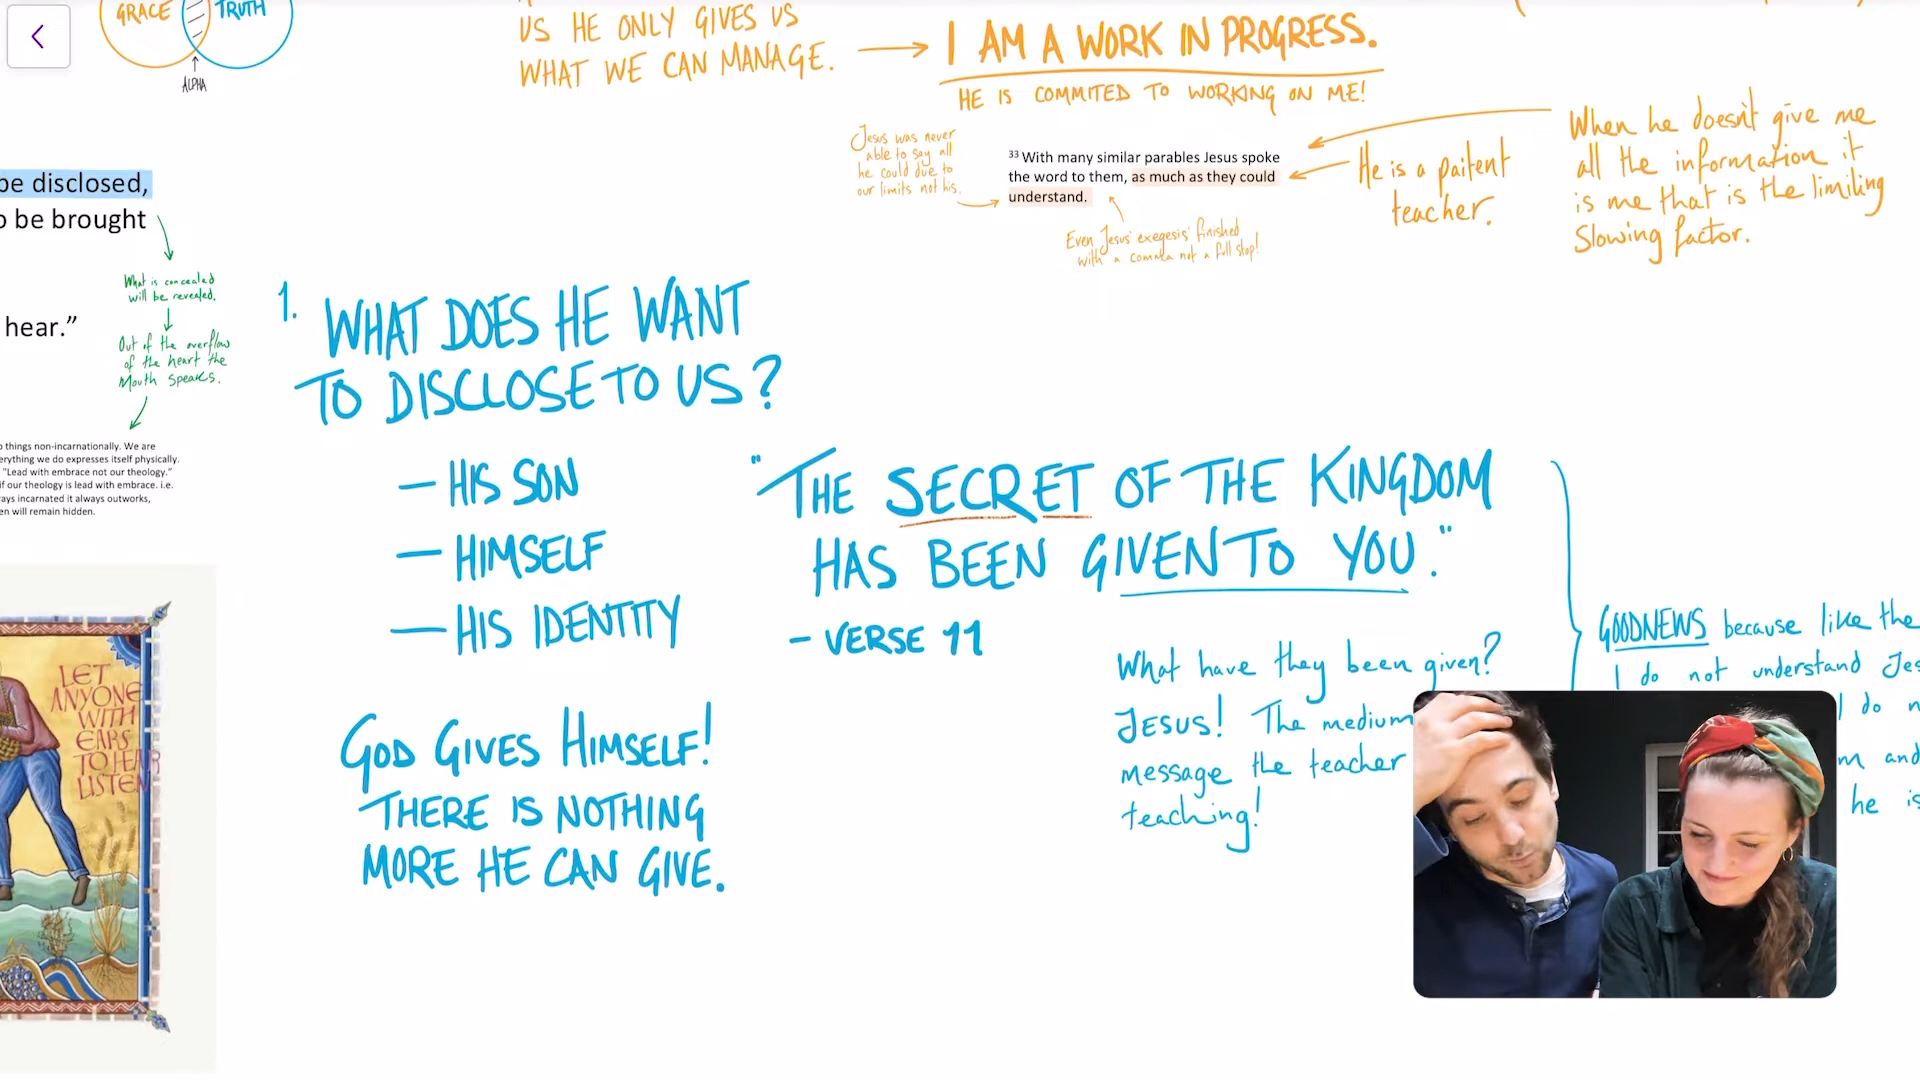 GRACE
TRUTH
ALPHA
US HE ONLY GIVES US
WHAT WE CAN MANAGE.
I AM A WORK IN PROGRESS.
HE IS COMMITED TO WORKING ON ME!
Jesus was never
able to say all
he could due to
our limits not his.
33 With many similar parables Jesus spoke
the word to them, as much as they could
understand.
Even Jesus' exegesis finished
with a comma not a full stop!
He is a paitent
teacher.
When he doesn't give me
all the information it
is me that is the limiting
Slowing factor.
be disclosed,
be brought
hear.”
What is concealed
will be revealed.
Out of the overflow
of the heart the
Mouth speaks.
things non-incarnationally. We are
erything we do expresses itself physically.
"Lead with embrace not our theology."
if our theology is lead with embrace. i.e.
ays incarnated it always outworks,
en will remain hidden.
LET
ANYONE
WITH
EARS
TO HEAR
LISTEN
1. WHAT DOES HE WANT
TO DISCLOSE TO US?
— HIS SON
— HIMSELF
— HIS IDENTITY
GOD GIVES HIMSELF!
THERE IS NOTHING
MORE HE CAN GIVE.
"THE SECRET OF THE KINGDOM
HAS BEEN GIVEN TO YOU."
- VERSE 11
What have they been given?
JESUS! The medium
message the teacher
teaching!
GOODNEWS because like the
I do not understand Jes
I do n
m and
he is